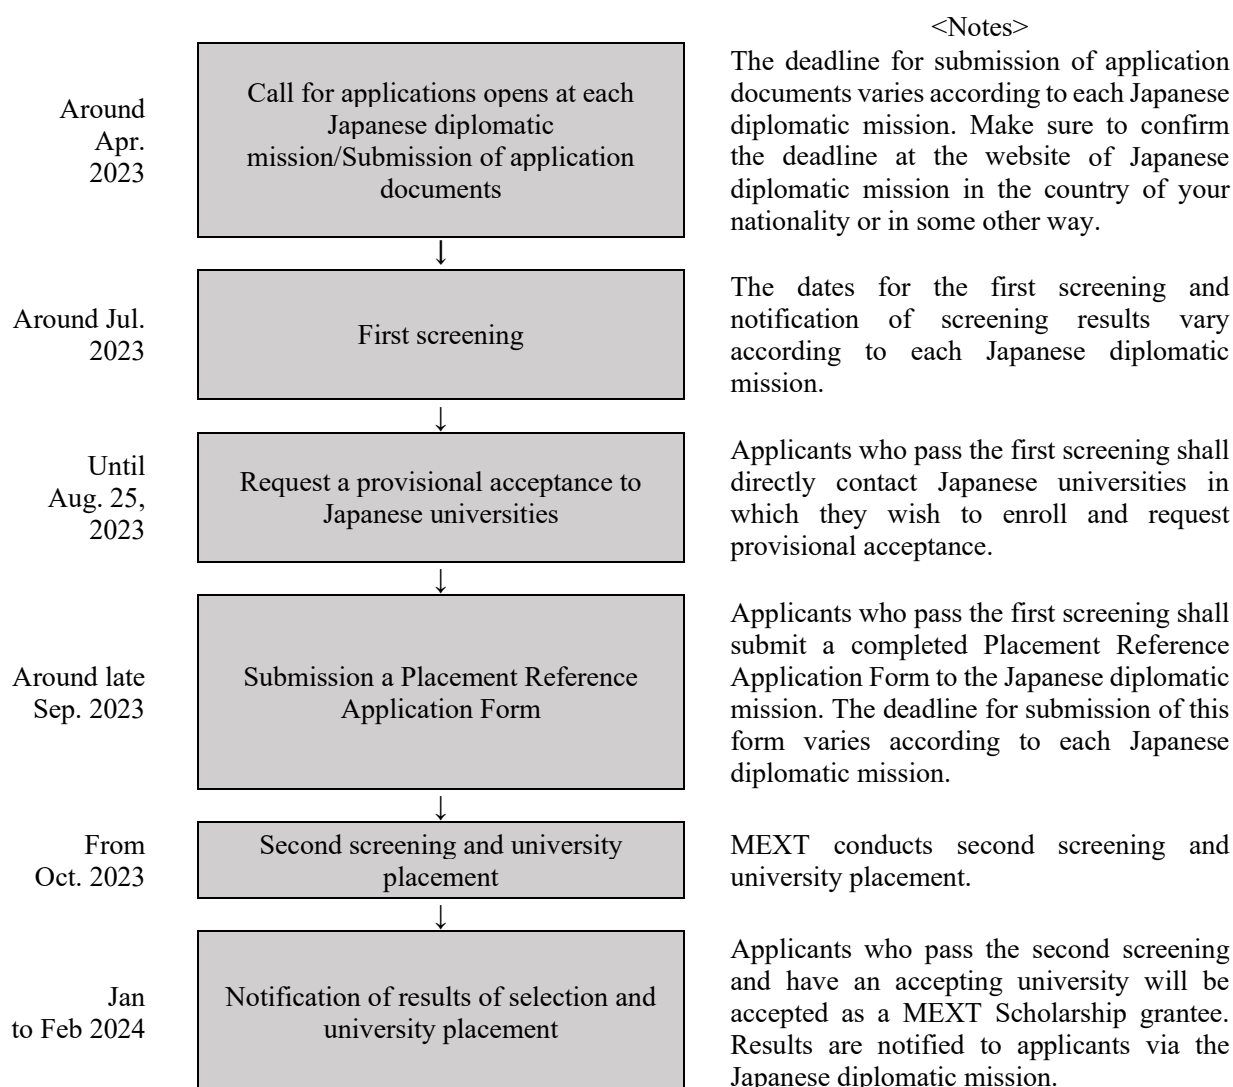 <Notes>
Around
Apr.
2023
Call for applications opens at each
Japanese diplomatic
mission/Submission of application
documents
The deadline for submission of application
documents varies according to each Japanese
diplomatic mission. Make sure to confirm
the deadline at the website of Japanese
diplomatic mission in the country of your
nationality or in some other way.
↓
Around Jul.
2023
First screening
The dates for the first screening and
notification of screening results vary
according to each Japanese diplomatic
mission.
↓
Until
Aug. 25,
2023
Request a provisional acceptance to
Japanese universities
Applicants who pass the first screening shall
directly contact Japanese universities in
which they wish to enroll and request
provisional acceptance.
↓
Around late
Sep. 2023
Submission a Placement Reference
Application Form
Applicants who pass the first screening shall
submit a completed Placement Reference
Application Form to the Japanese diplomatic
mission. The deadline for submission of this
form varies according to each Japanese
diplomatic mission.
↓
From
Oct. 2023
Second screening and university
placement
MEXT conducts second screening and
university placement.
↓
Jan
to Feb 2024
Notification of results of selection and
university placement
Applicants who pass the second screening
and have an accepting university will be
accepted as a MEXT Scholarship grantee.
Results are notified to applicants via the
Japanese diplomatic mission.